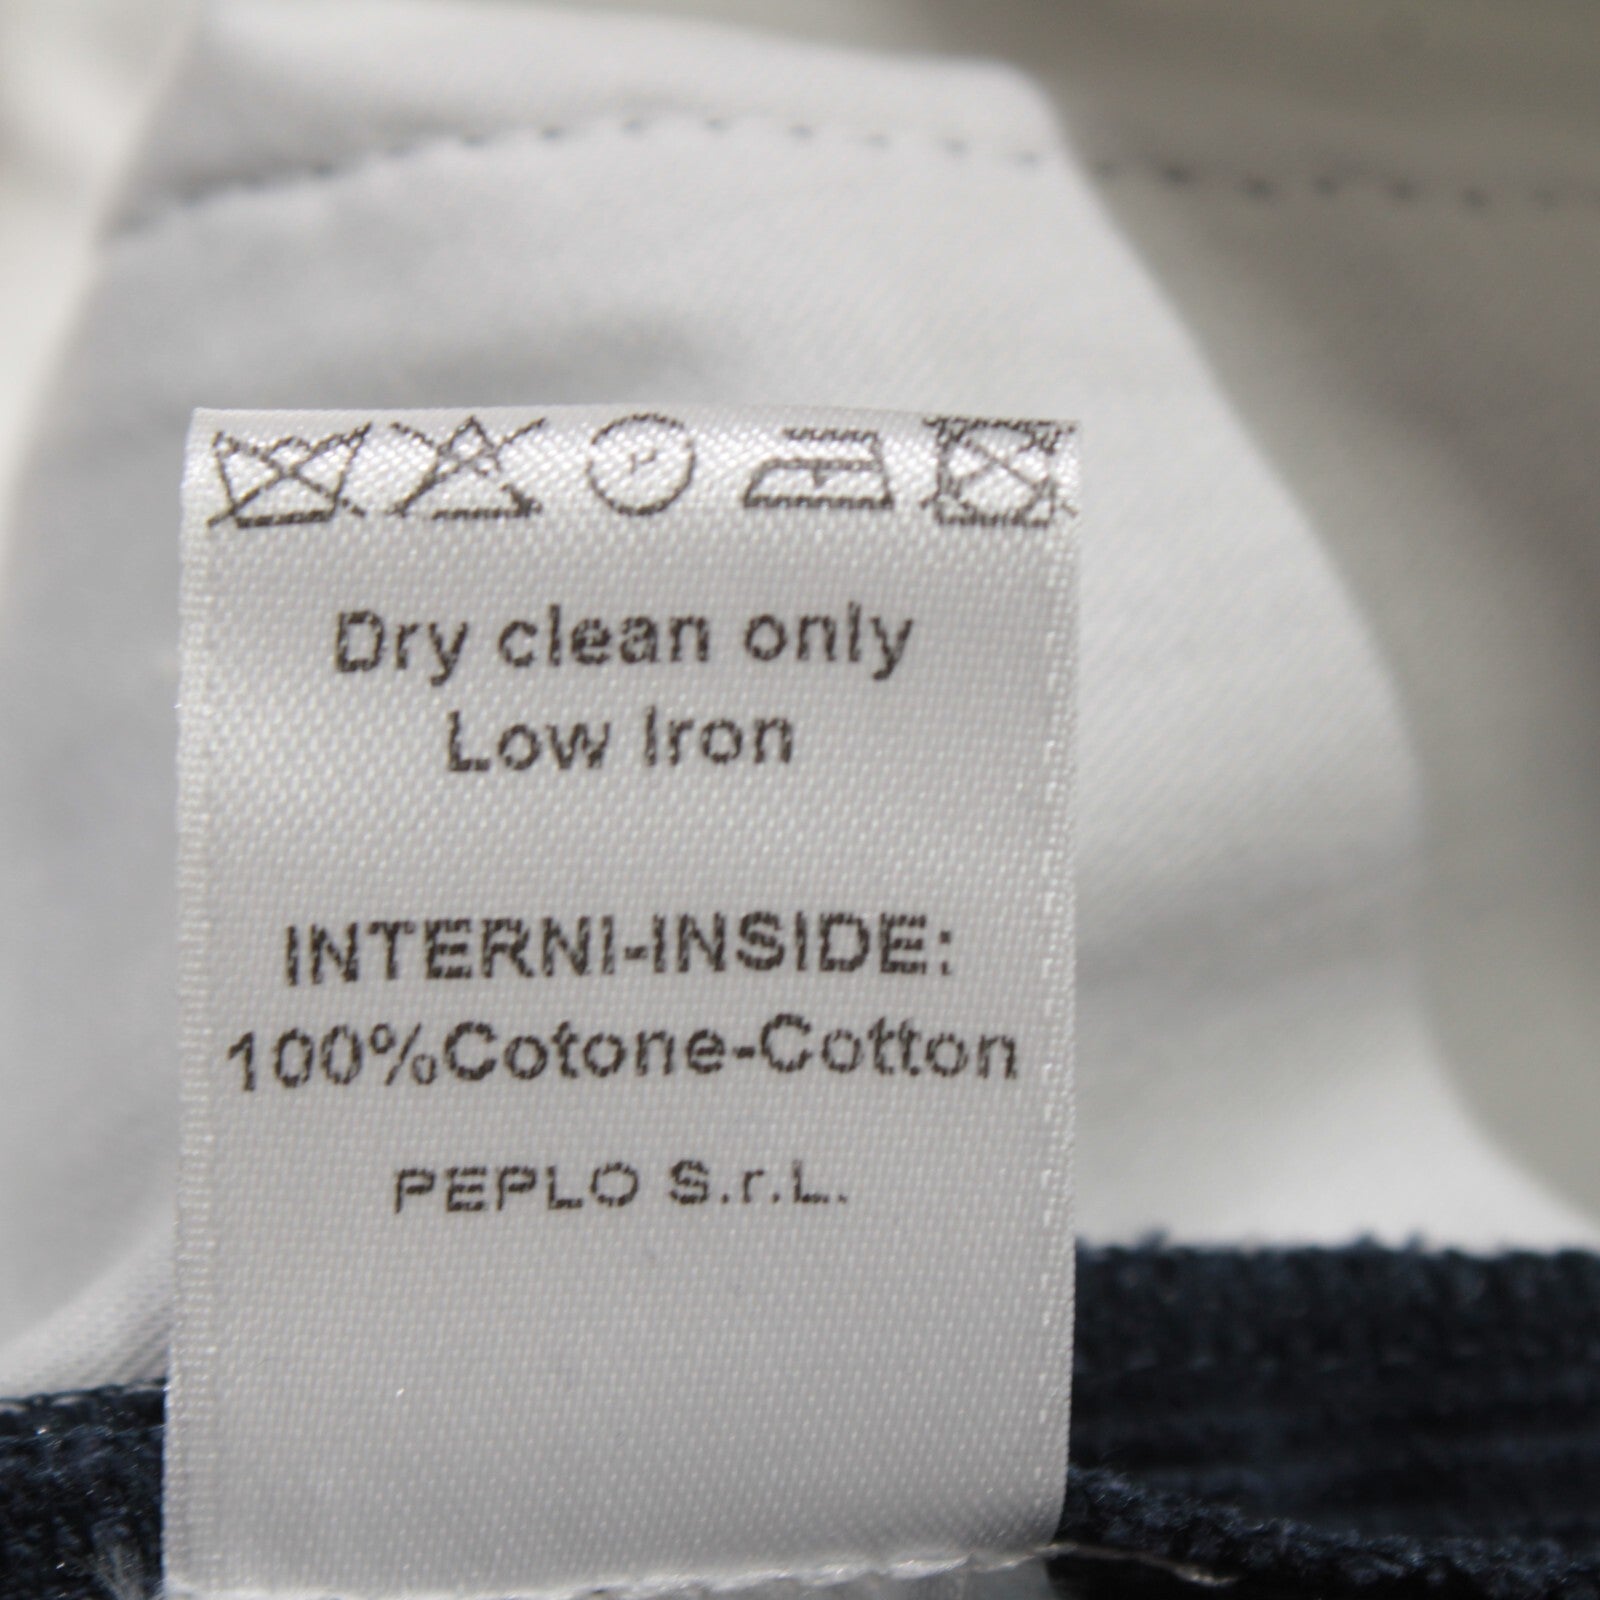 P
Dry clean only
Low Iron
INTERNI-INSIDE:
100%Cotone-Cotton
PEPLO S.r.L.